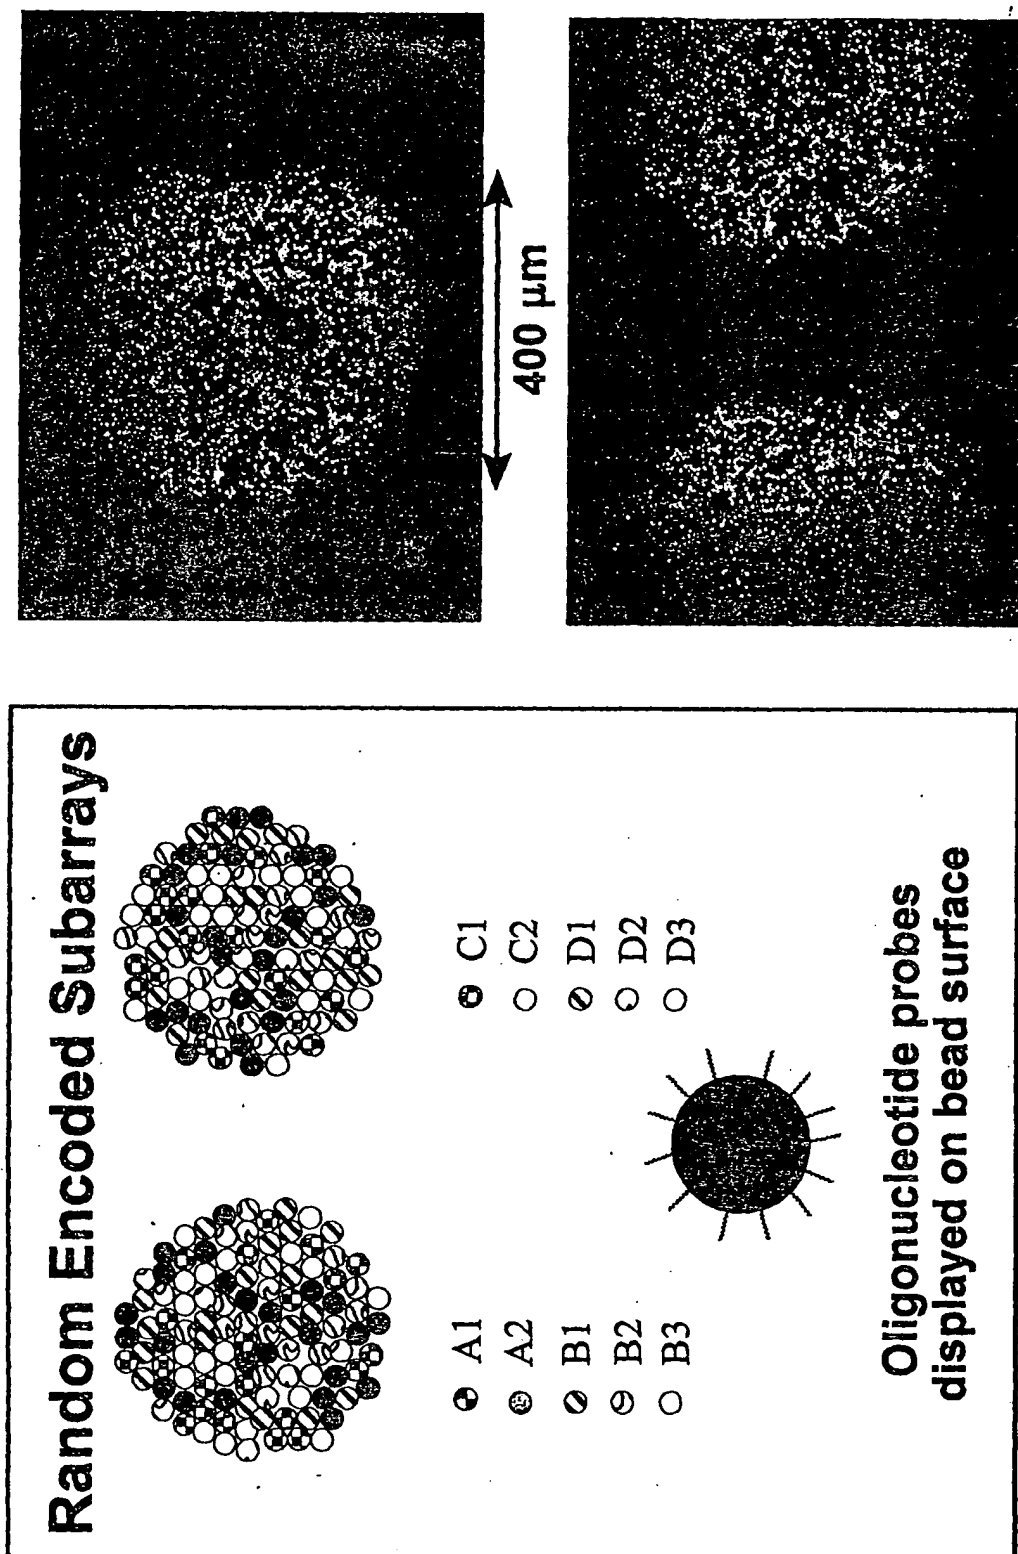 Random Encoded Subarrays
A1
A2
B1
B2
B3
C1
C2
D1
D2
D3
Oligonucleotide probes
displayed on bead surface
400 µm